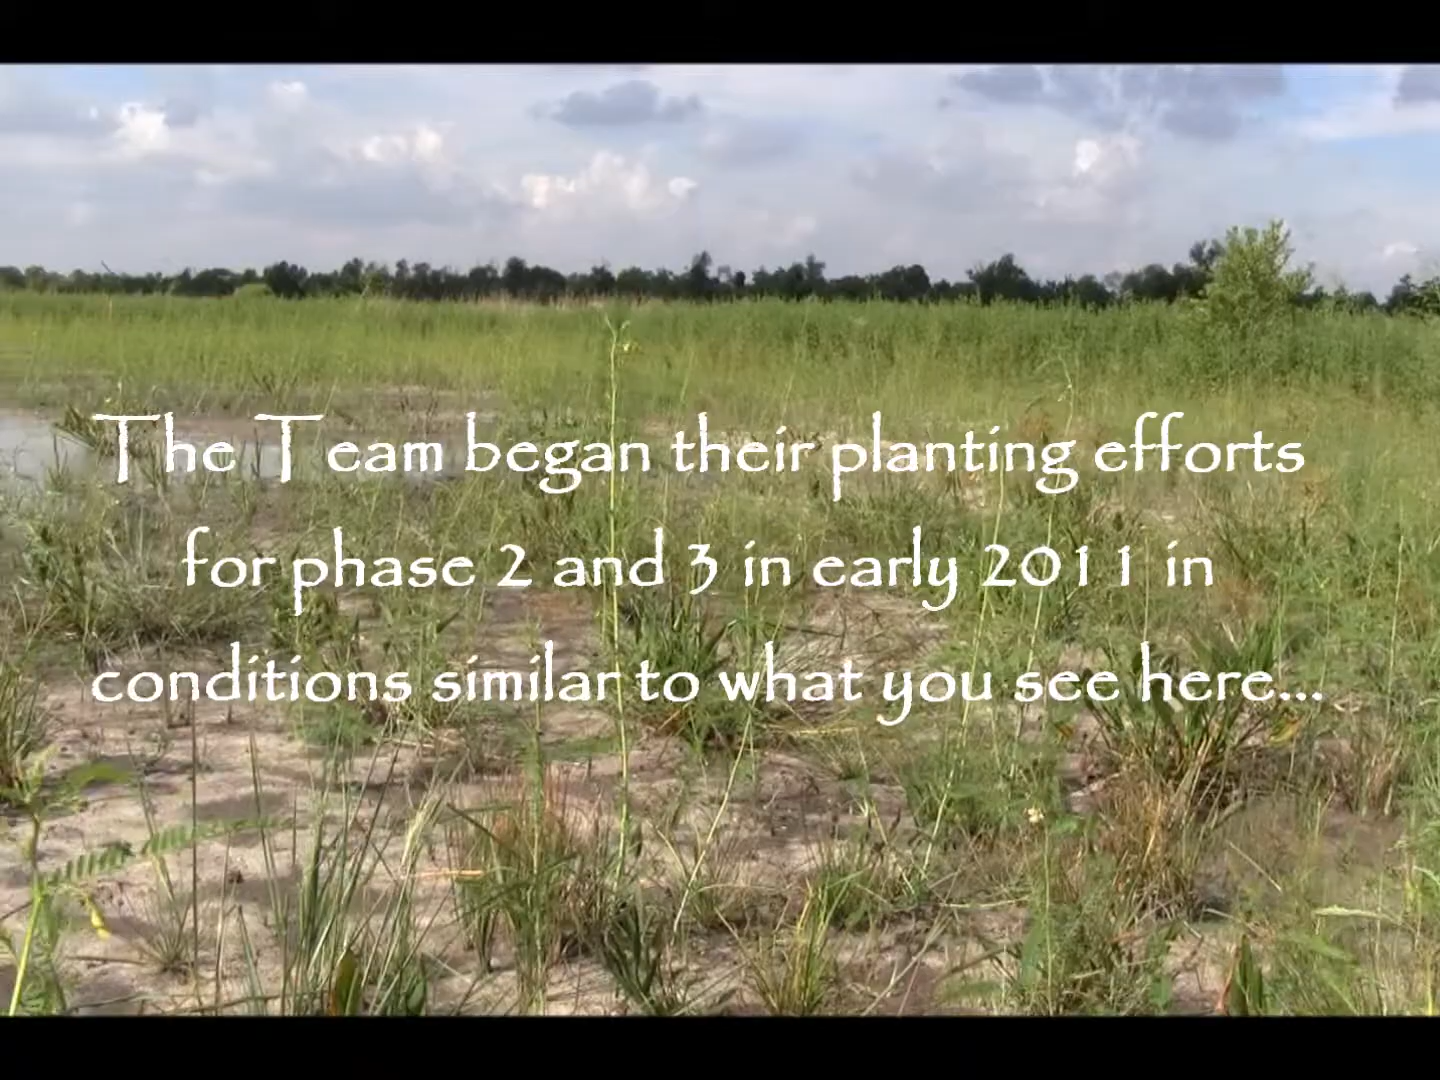 The Team began their planting efforts
for phase 2 and 3 in early 2011 in
conditions similar to what you see here...